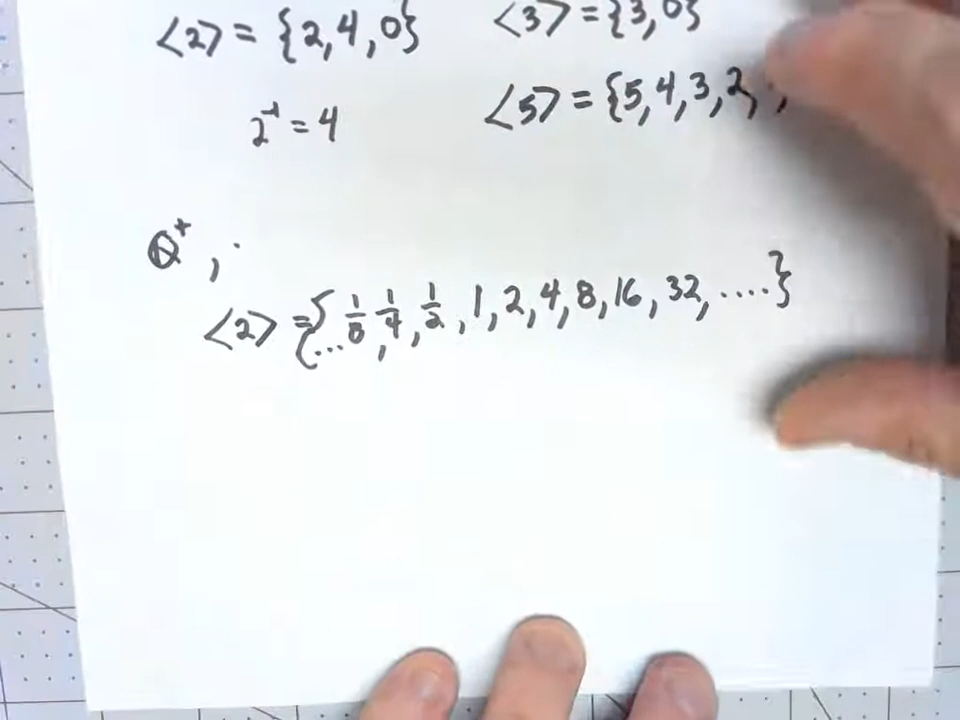 ⟨2⟩ = {2, 4, 0} ⟨3⟩ = {3, 0}
2⁻¹ = 4 ⟨5⟩ = {5, 4, 3, 2, ,
ℚ*, ·
⟨2⟩ = {... 1/8, 1/4, 1/2, 1, 2, 4, 8, 16, 32, ....}